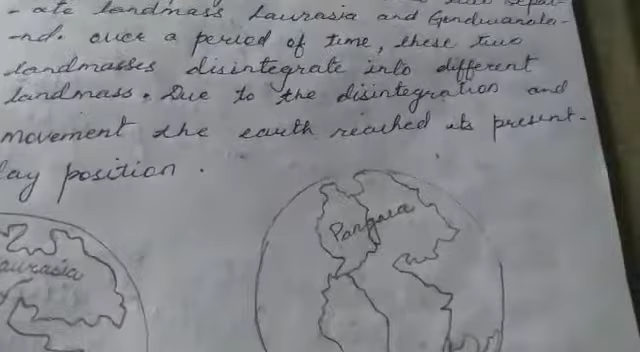 - ate landmass Laurasia and Gondwanala-
-nd. over a period of time, these two
landmasses disintegrate into different
landmass. Due to the disintegration and
movement the earth reached its present-
day position.
Pangaea
aurasia